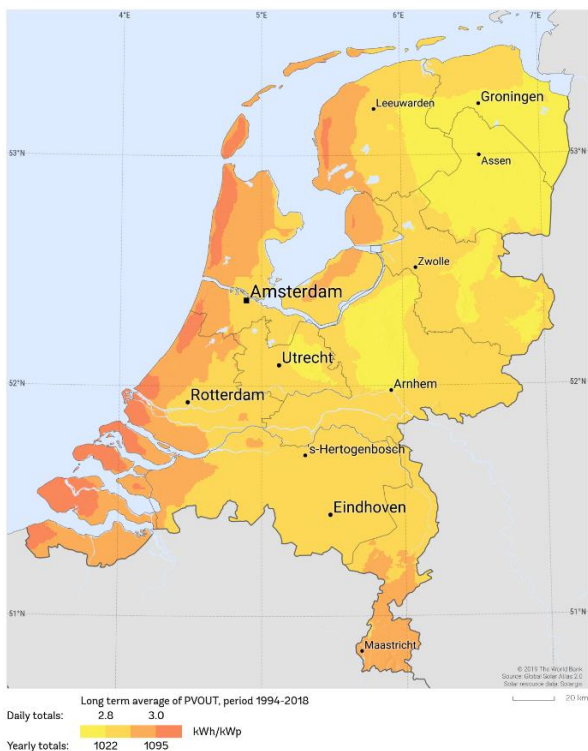 4°E 5°E 6°E 7°E
Groningen
Leeuwarden
53°N Assen 53°N
Zwolle
Amsterdam
Utrecht
52°N Arnhem 52°N
Rotterdam
's-Hertogenbosch
Eindhoven
51°N 51°N
Maastricht
© 2019 The World Bank
Source: Global Solar Atlas 2.0
Solar resource data: Solargis
20 km
Long term average of PVOUT, period 1994-2018
Daily totals: 2.8 3.0
kWh/kWp
Yearly totals: 1022 1095